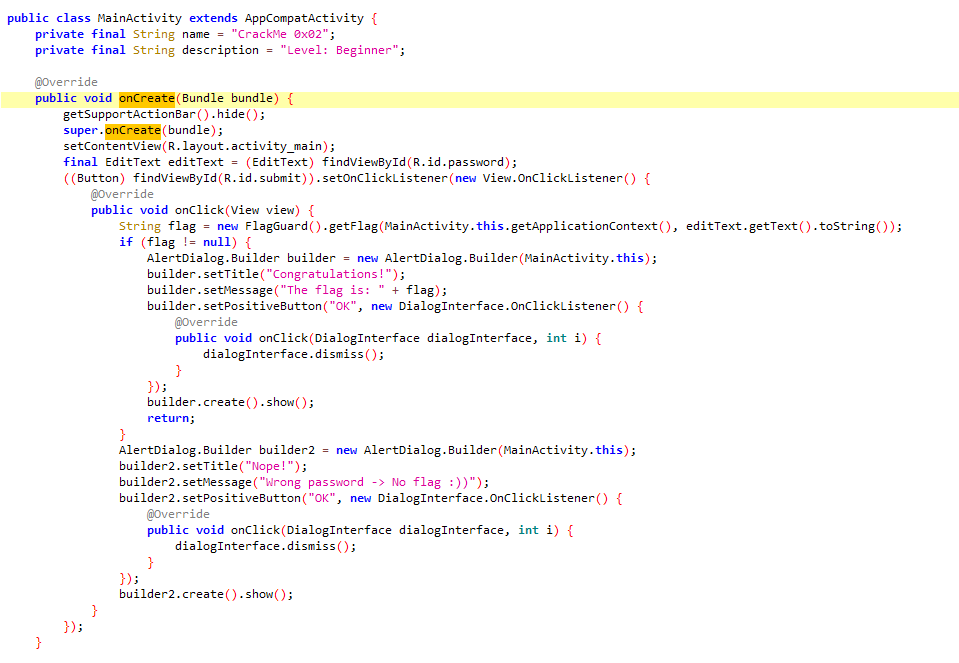 public class MainActivity extends AppCompatActivity {
    private final String name = "CrackMe 0x02";
    private final String description = "Level: Beginner";

    @Override
    public void onCreate(Bundle bundle) {
        getSupportActionBar().hide();
        super.onCreate(bundle);
        setContentView(R.layout.activity_main);
        final EditText editText = (EditText) findViewById(R.id.password);
        ((Button) findViewById(R.id.submit)).setOnClickListener(new View.OnClickListener() {
            @Override
            public void onClick(View view) {
                String flag = new FlagGuard().getFlag(MainActivity.this.getApplicationContext(), editText.getText().toString());
                if (flag != null) {
                    AlertDialog.Builder builder = new AlertDialog.Builder(MainActivity.this);
                    builder.setTitle("Congratulations!");
                    builder.setMessage("The flag is: " + flag);
                    builder.setPositiveButton("OK", new DialogInterface.OnClickListener() {
                        @Override
                        public void onClick(DialogInterface dialogInterface, int i) {
                            dialogInterface.dismiss();
                        }
                    });
                    builder.create().show();
                    return;
                }
                AlertDialog.Builder builder2 = new AlertDialog.Builder(MainActivity.this);
                builder2.setTitle("Nope!");
                builder2.setMessage("Wrong password -> No flag :))");
                builder2.setPositiveButton("OK", new DialogInterface.OnClickListener() {
                    @Override
                    public void onClick(DialogInterface dialogInterface, int i) {
                        dialogInterface.dismiss();
                    }
                });
                builder2.create().show();
            }
        });
    }